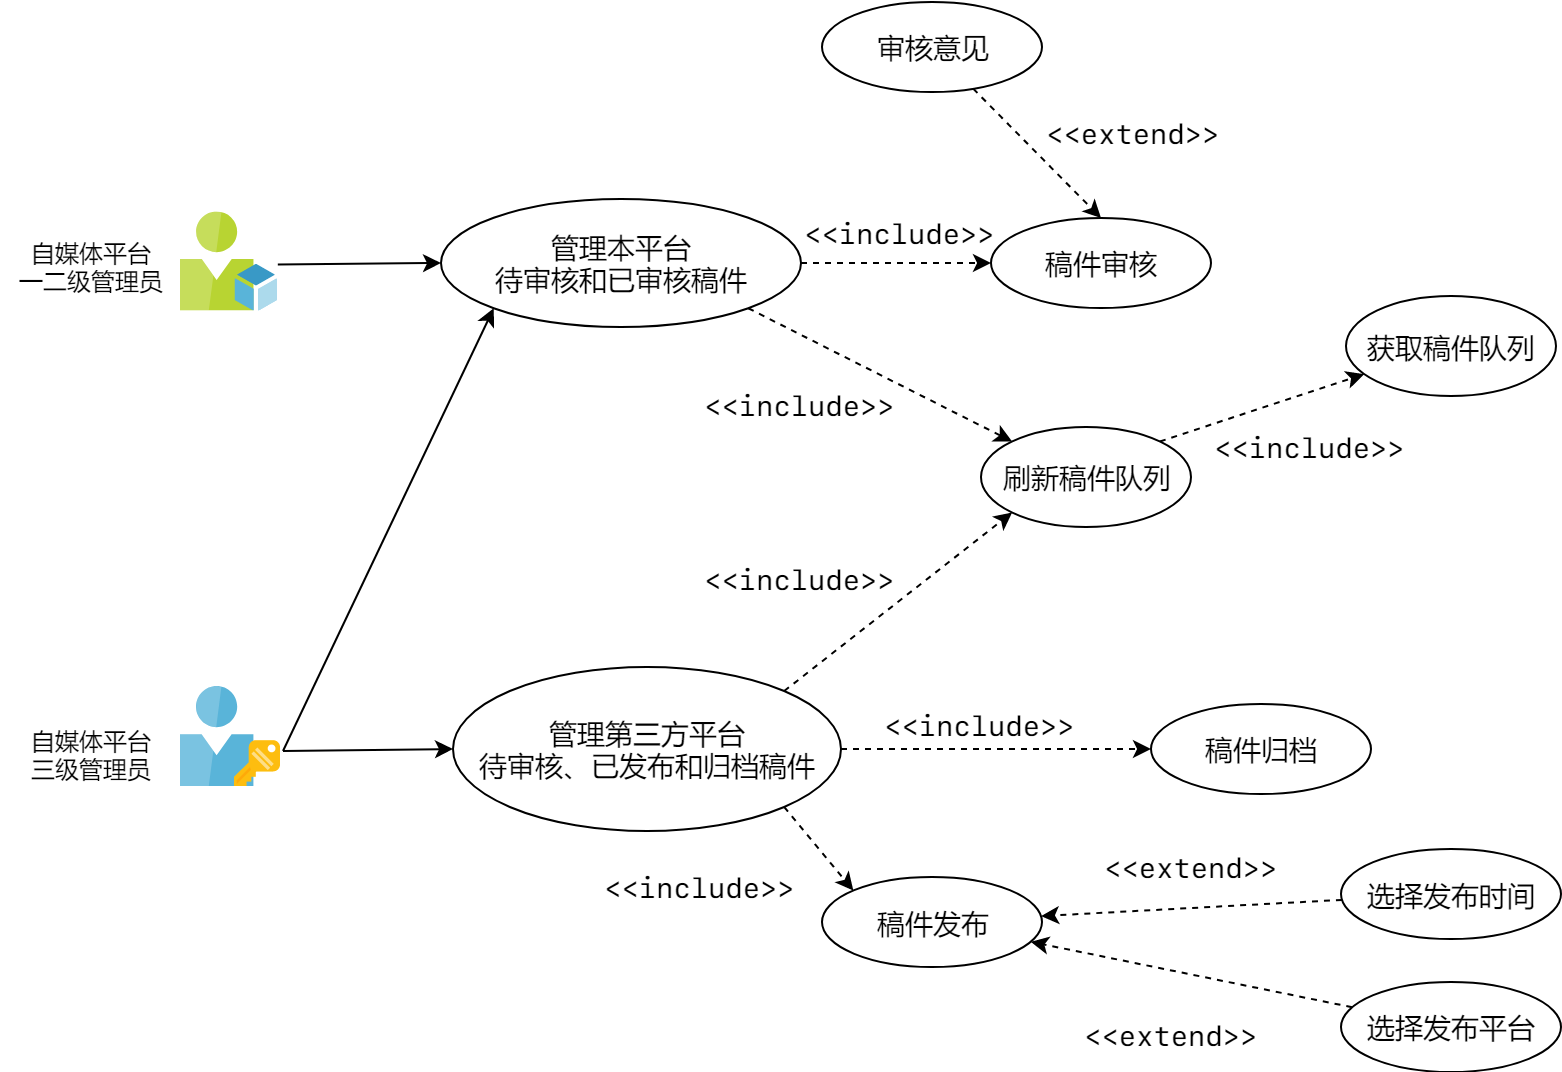 审核意见
<<extend>>
自媒体平台
一二级管理员
管理本平台
待审核和已审核稿件
<<include>>
稿件审核
<<include>>
获取稿件队列
<<include>>
刷新稿件队列
<<include>>
自媒体平台
三级管理员
管理第三方平台
待审核、已发布和归档稿件
<<include>>
稿件归档
<<include>>
稿件发布
<<extend>>
选择发布时间
<<extend>>
选择发布平台